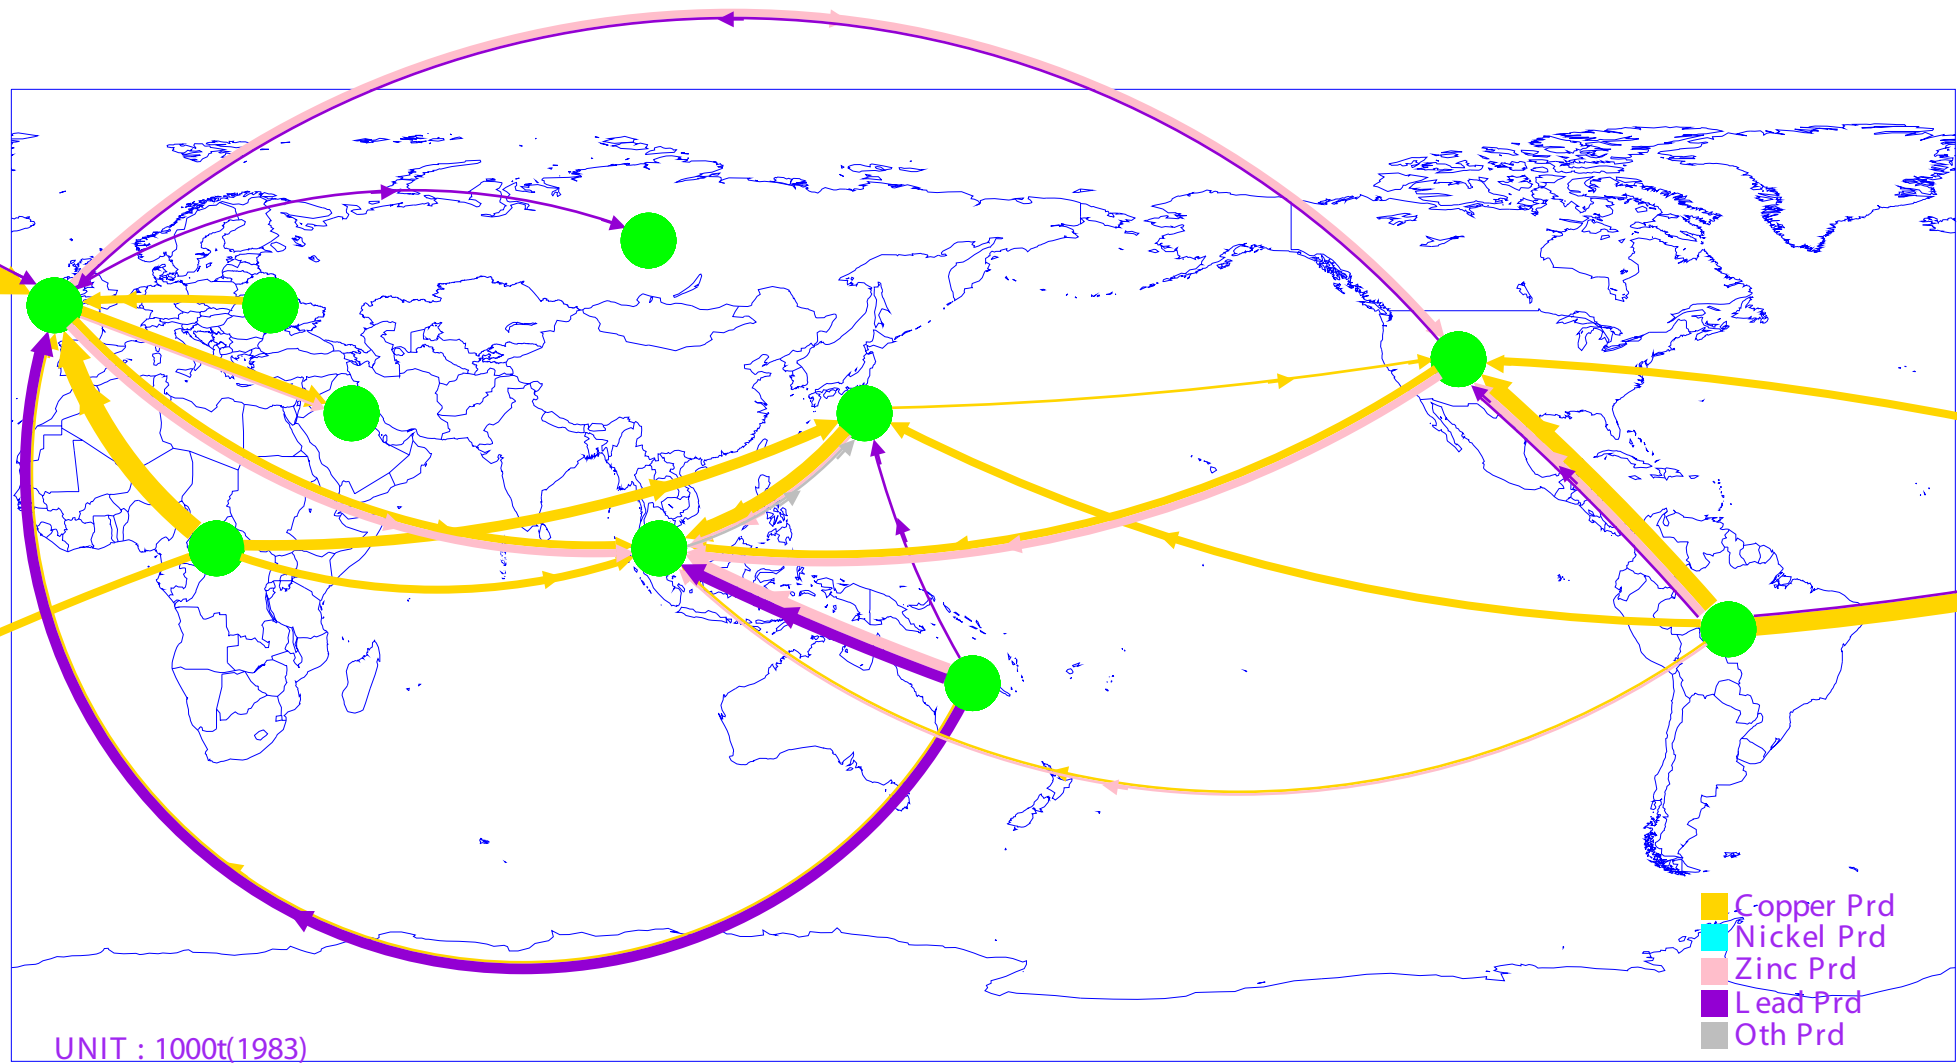 Copper Prd
Nickel Prd
Zinc Prd
Lead Prd
Oth Prd
UNIT : 1000t(1983)